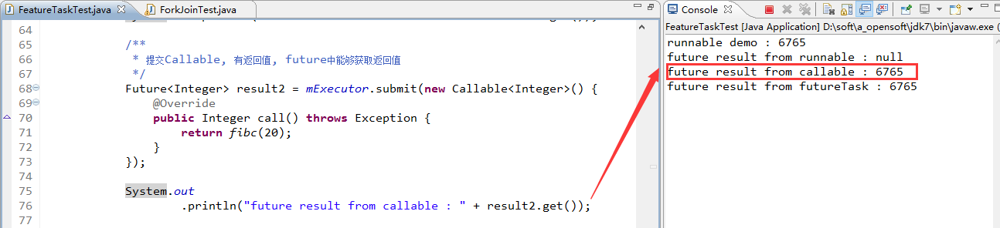 FeatureTaskTest.java
ForkJoinTest.java
64
65 /**
66 * 提交Callable, 有返回值, future中能够获取返回值
67 */
68 Future<Integer> result2 = mExecutor.submit(new Callable<Integer>() {
69 @Override
70 public Integer call() throws Exception {
71 return fibc(20);
72 }
73 });
74
75 System.out
76 .println("future result from callable : " + result2.get());
77
Console
FeatureTaskTest [Java Application] D:\soft\a_opensoft\jdk7\bin\javaw.exe (
runnable demo : 6765
future result from runnable : null
future result from callable : 6765
future result from futureTask : 6765